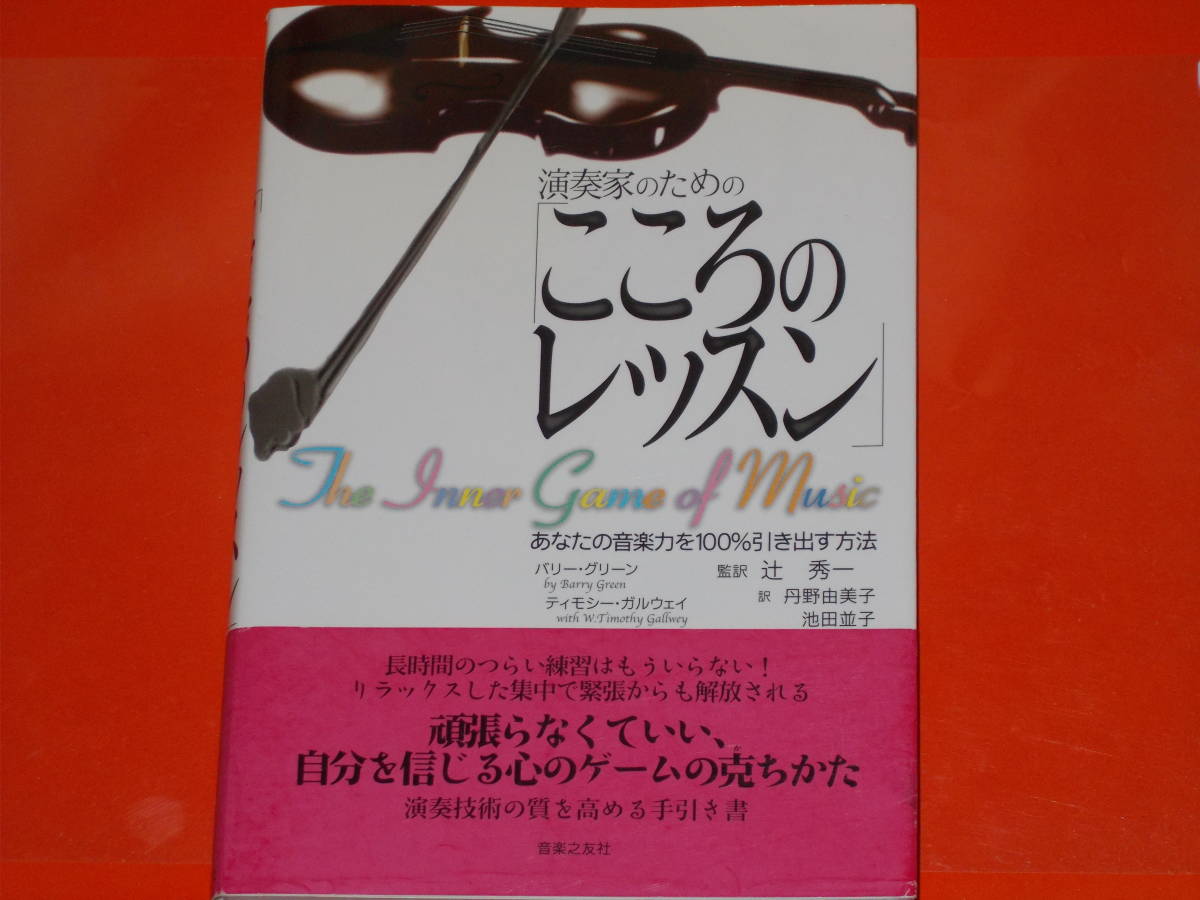 演奏家のための
「こころの
レッスン」
The Inner Game of Music
あなたの音楽力を100%引き出す方法
バリー・グリーン
by Barry Green
ティモシー・ガルウェイ
with W.Timothy Gallwey
監訳 辻 秀一
訳 丹野由美子
池田並子
長時間のつらい練習はもういらない!
リラックスした集中で緊張からも解放される
頑張らなくていい、
自分を信じる心のゲームの克ちかた
か
演奏技術の質を高める手引き書
音楽之友社